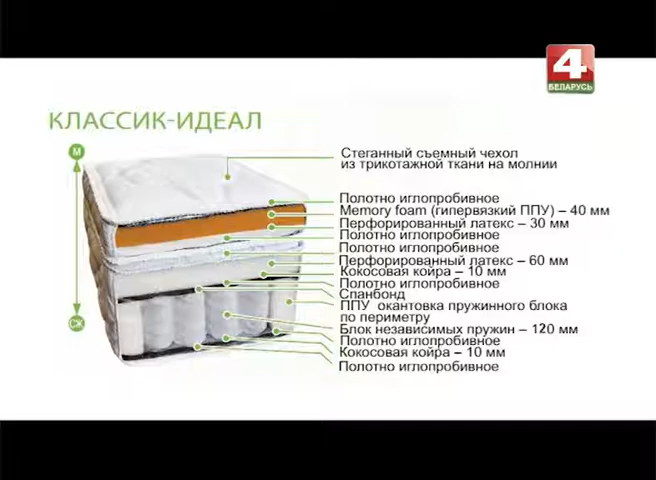 4
БЕЛАРУСЬ
КЛАССИК-ИДЕАЛ
М
Стеганный съемный чехол
из трикотажной ткани на молнии
Полотно иглопробивное
Memory foam (гипервязкий ППУ) – 40 мм
Перфорированный латекс – 30 мм
Полотно иглопробивное
Полотно иглопробивное
Перфорированный латекс – 60 мм
Кокосовая койра – 10 мм
Полотно иглопробивное
Спанбонд
ППУ окантовка пружинного блока
по периметру
СЖ
Блок независимых пружин – 120 мм
Полотно иглопробивное
Кокосовая койра – 10 мм
Полотно иглопробивное